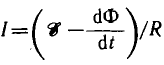 I = (𝓔 − dΦ/dt) / R